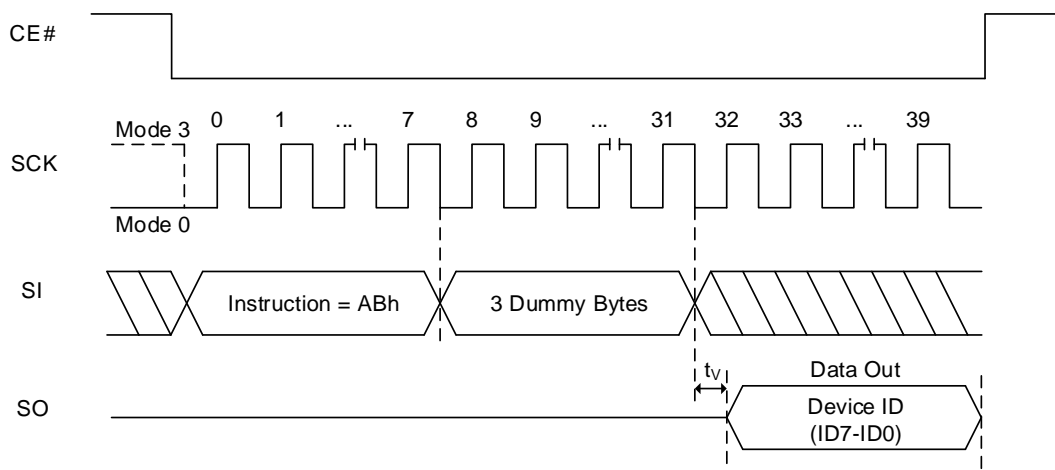 CE#
0 1 ... 7 8 9 ... 31 32 33 ... 39
Mode 3
SCK
Mode 0
SI
Instruction = ABh
3 Dummy Bytes
tV
Data Out
SO
Device ID
(ID7-ID0)